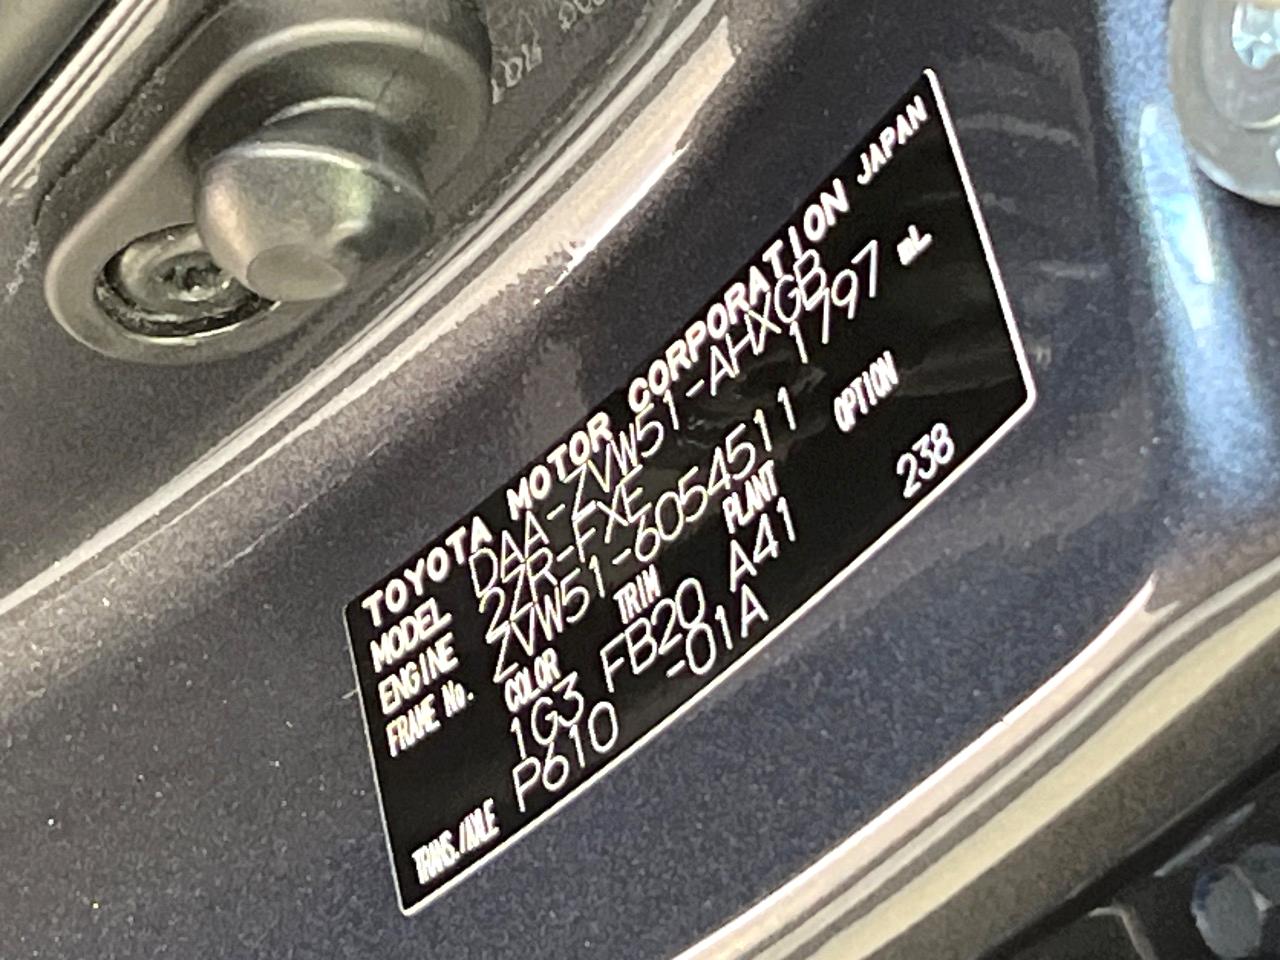 TOYOTA MOTOR CORPORATION JAPAN
MODEL DAA-ZVW51-AHXGB
ENGINE 2ZR-FXE 1797 mL
FRAME No. ZVW51-6054511
COLOR TRIM PLANT OPTION
1G3 FB20 A41 238
TRANS./AXLE P610 -01A